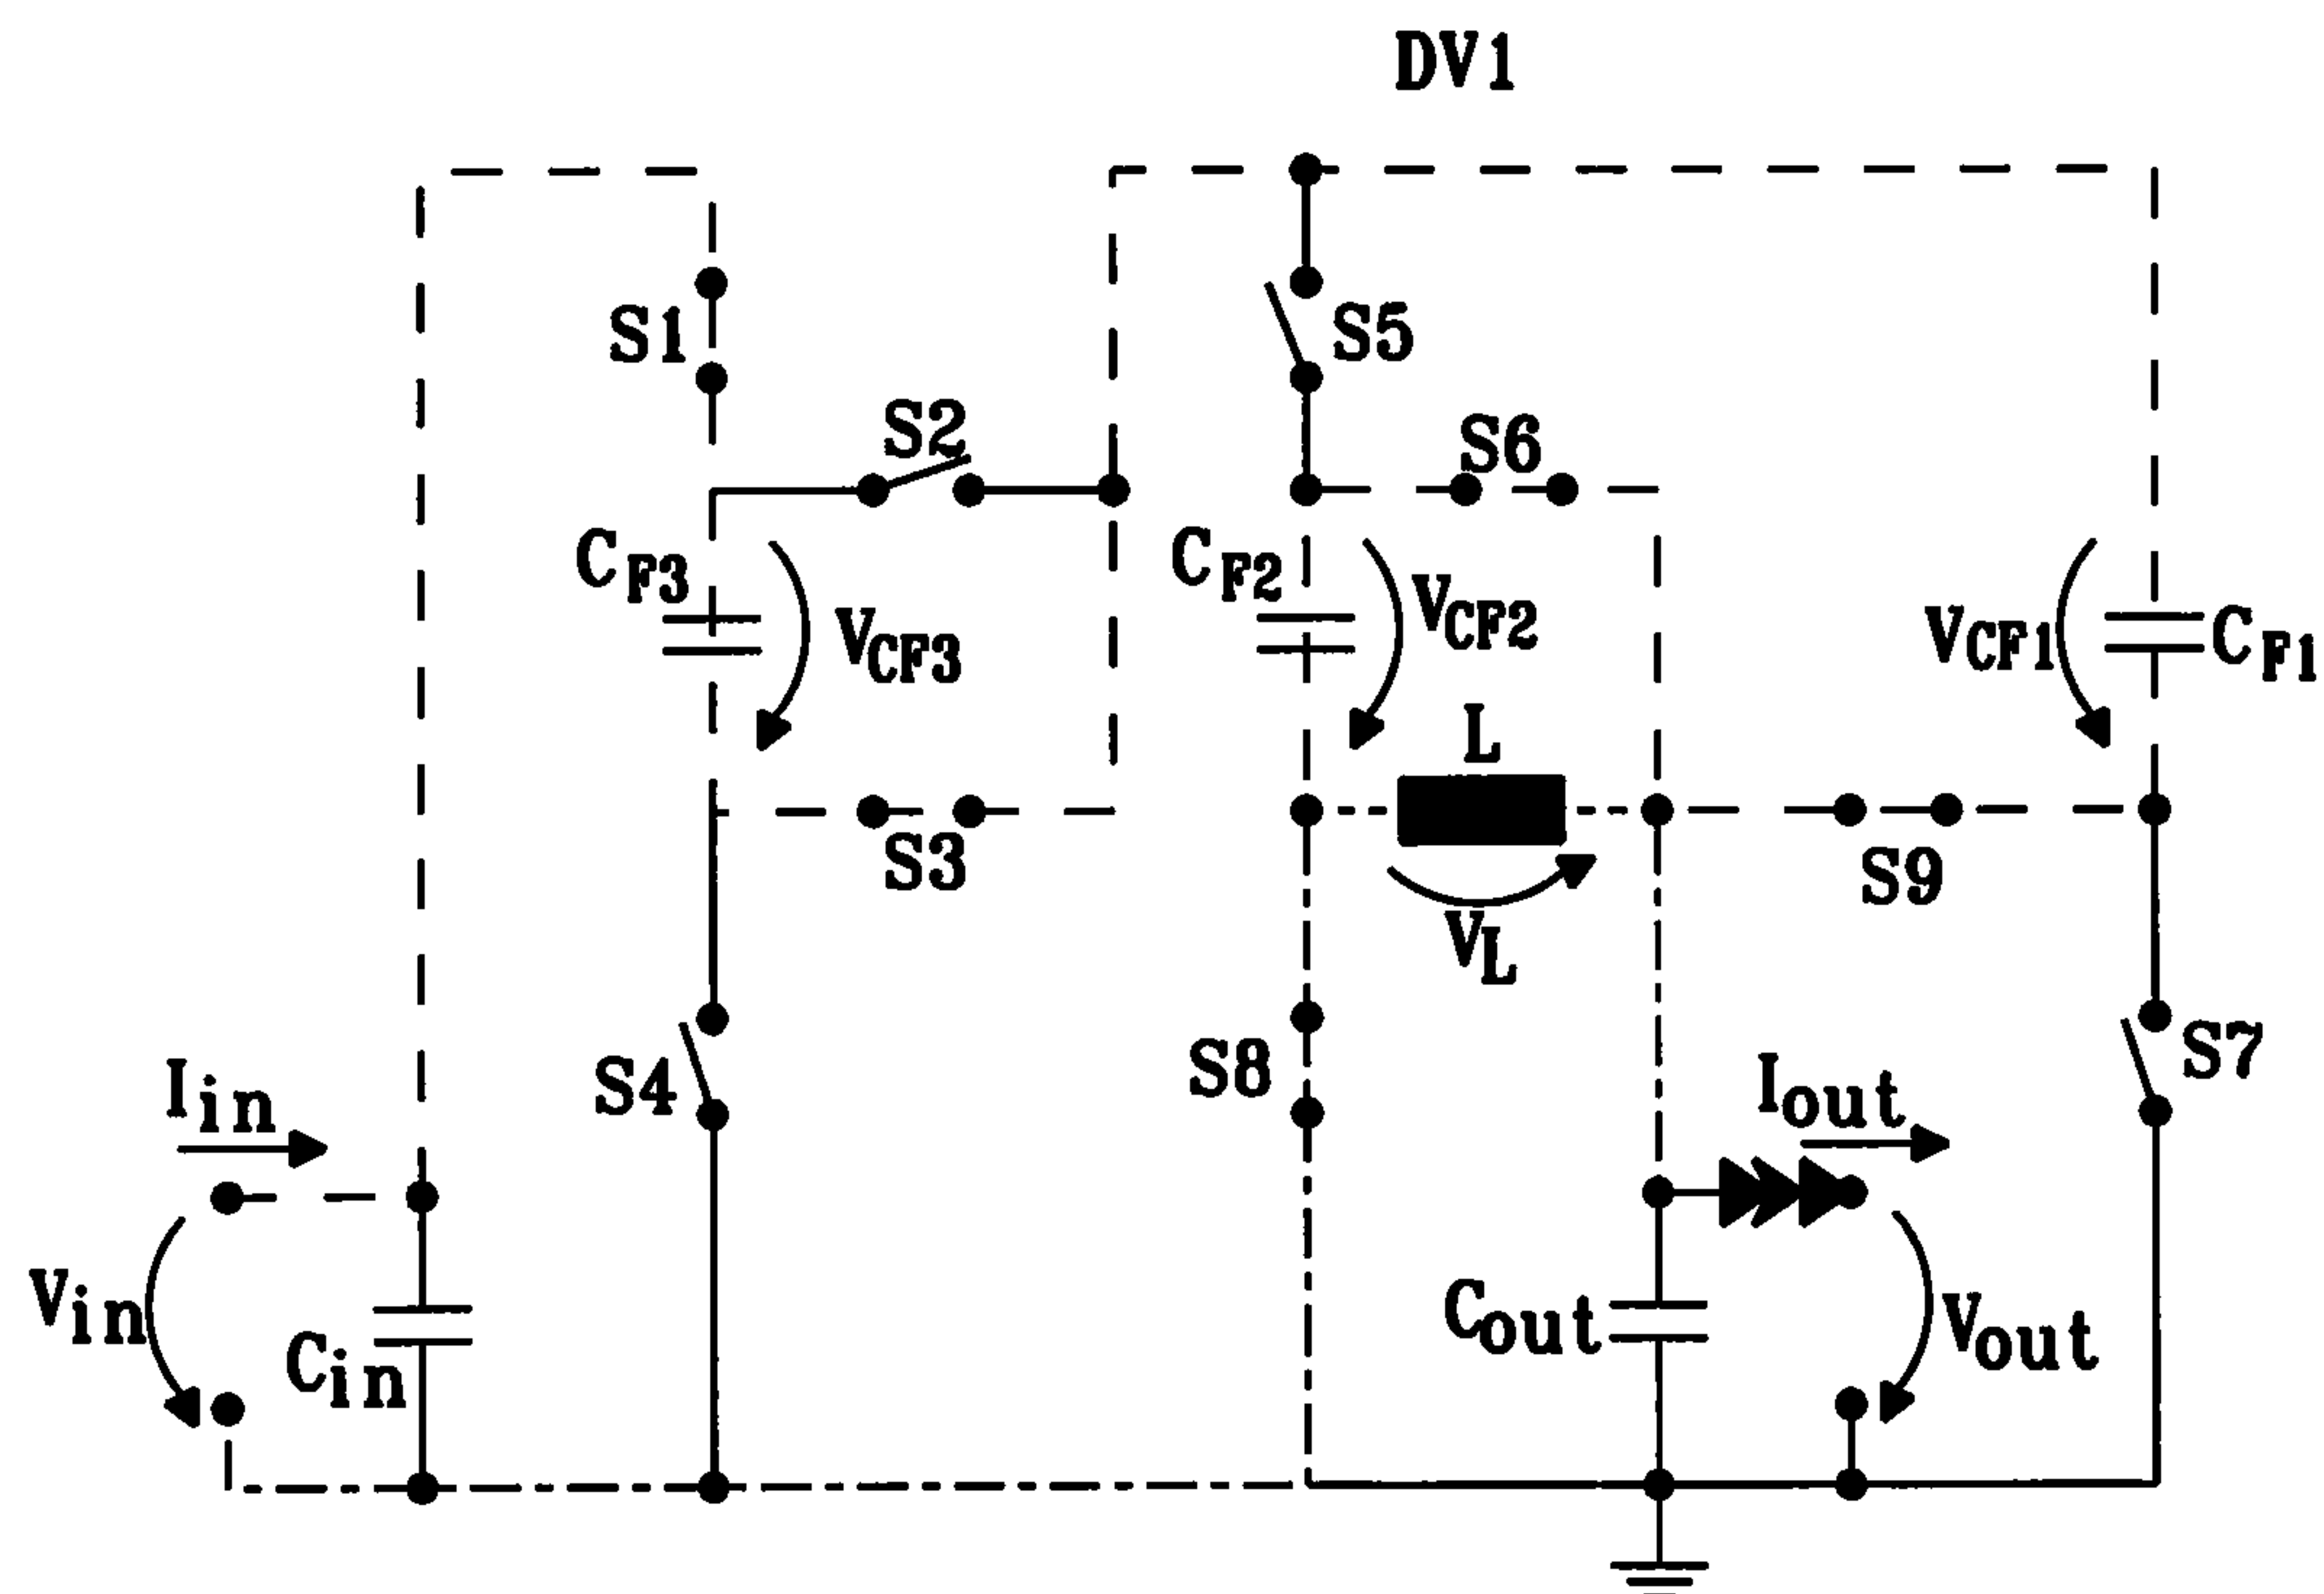 DV1
S1
S5
S2
S6
CF3
VCF3
CF2
VCF2
VCF1
CF1
L
S3
S9
VL
S4
S8
S7
Iin
Iout
Vin
Cin
Cout
Vout